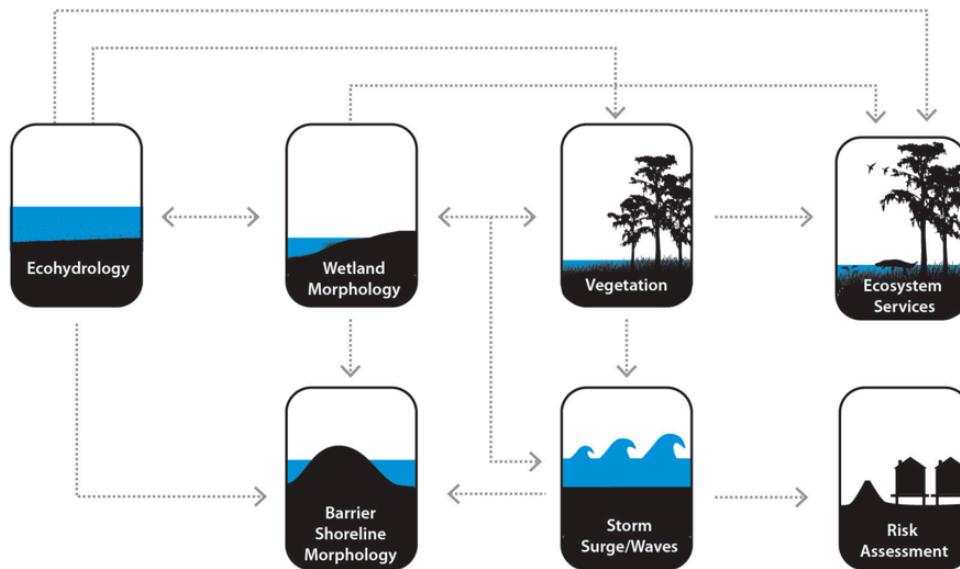 Ecohydrology
Wetland
Morphology
Vegetation
Ecosystem
Services
Barrier
Shoreline
Morphology
Storm
Surge/Waves
Risk
Assessment